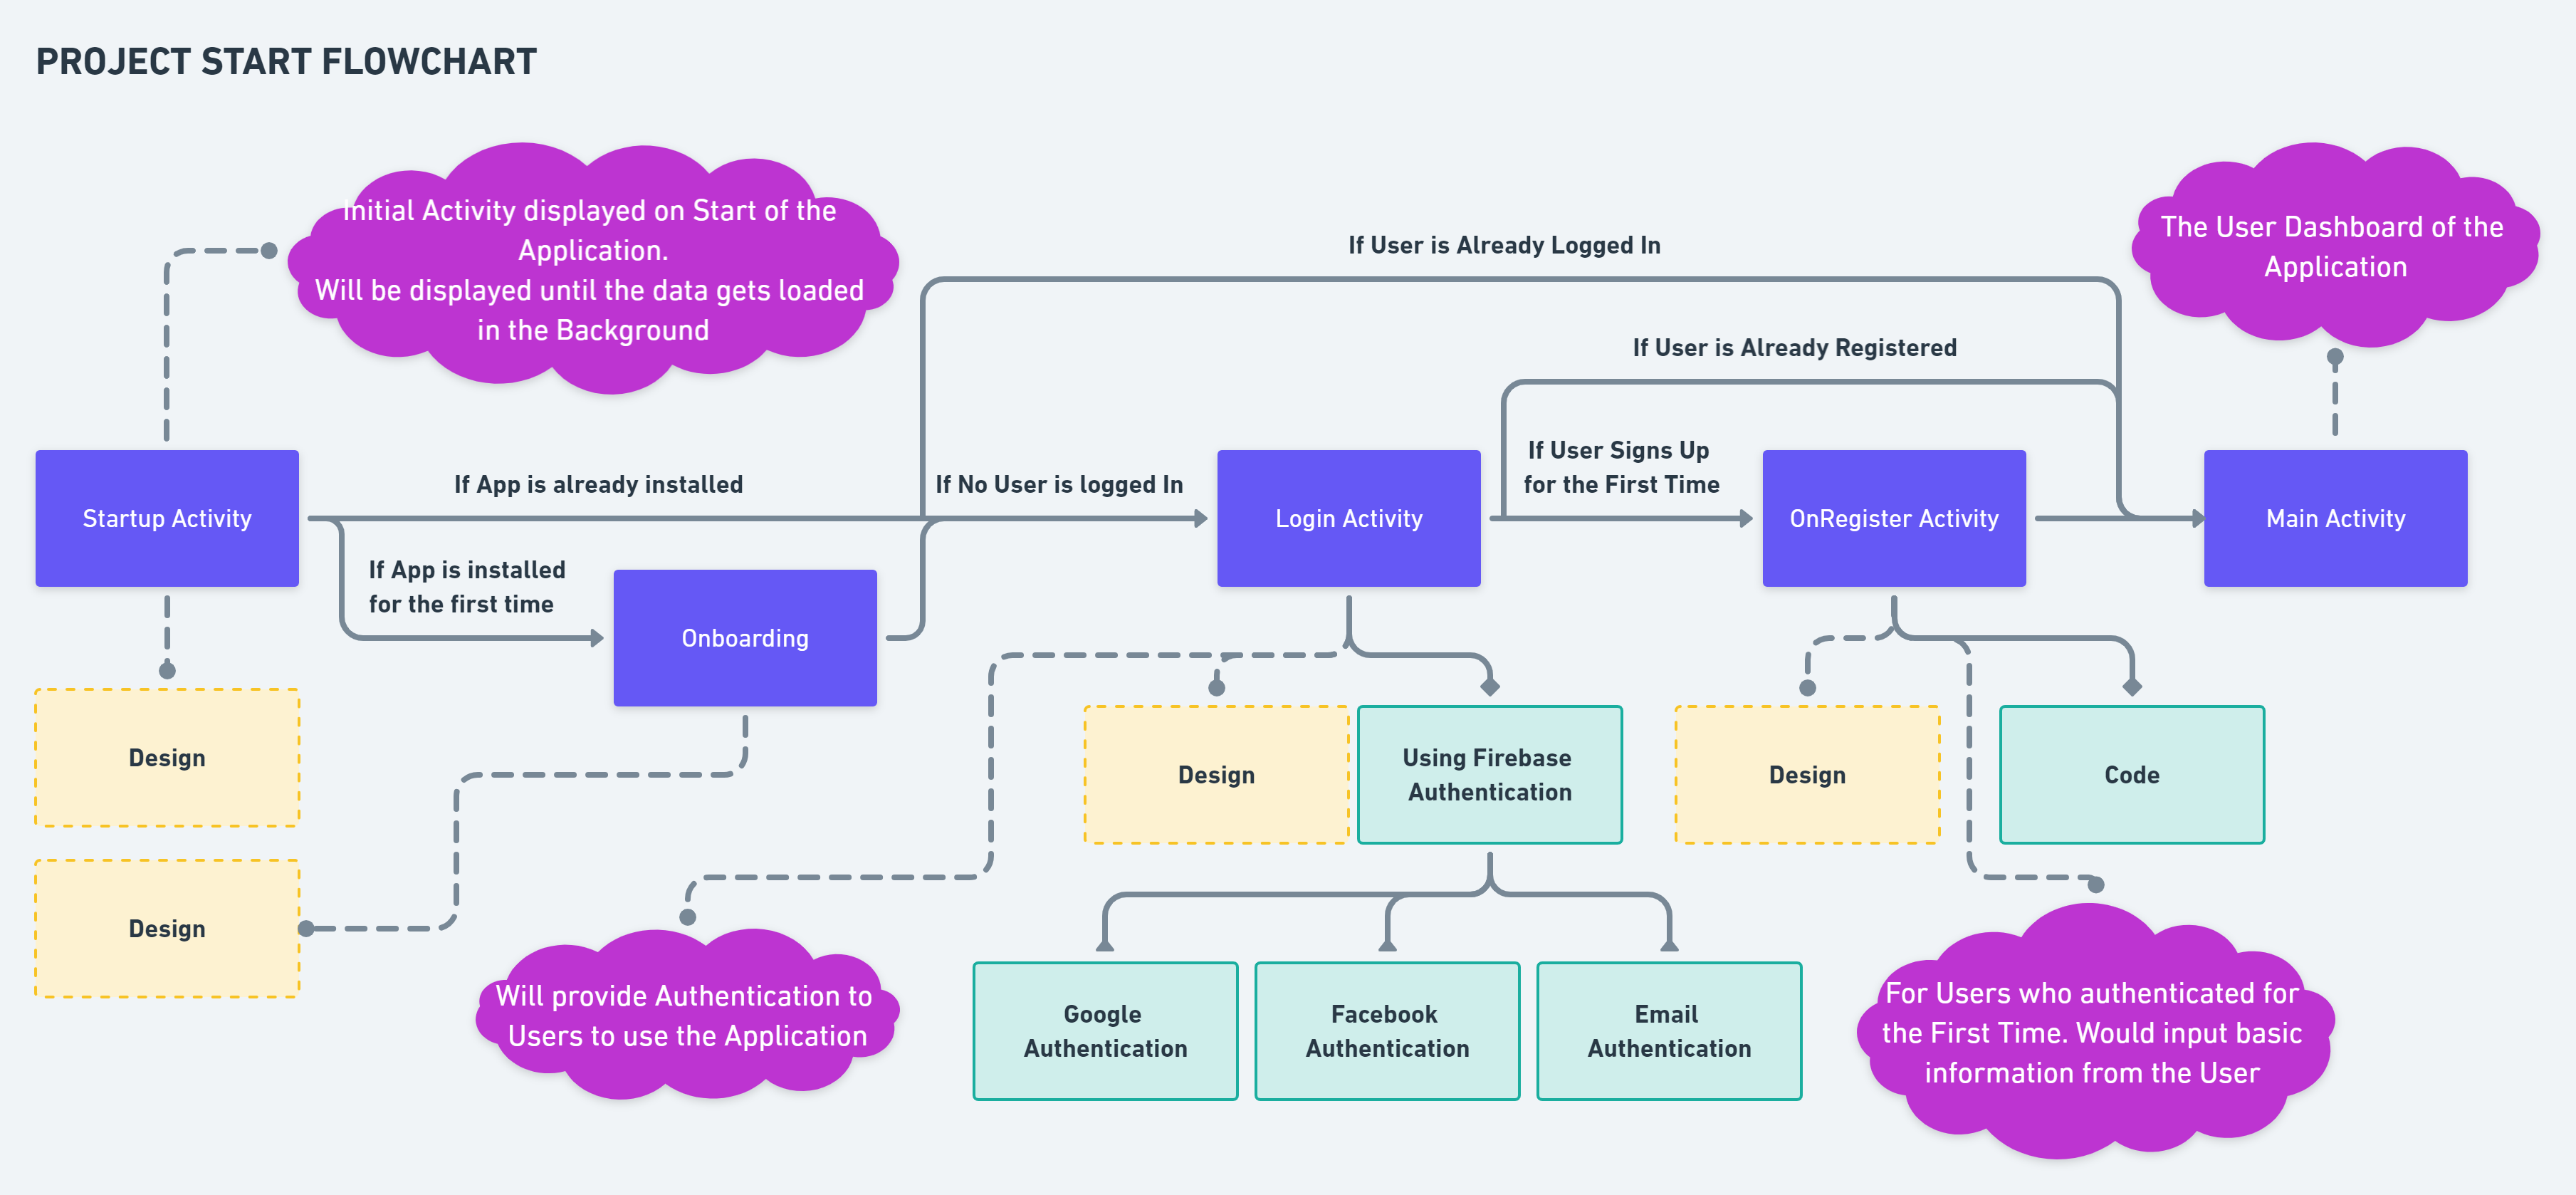 PROJECT START FLOWCHART
Initial Activity displayed on Start of the
Application.
Will be displayed until the data gets loaded
in the Background
The User Dashboard of the
Application
If User is Already Logged In
If User is Already Registered
If User Signs Up
for the First Time
If App is already installed
If No User is logged In
Startup Activity
Login Activity
OnRegister Activity
Main Activity
If App is installed
for the first time
Onboarding
Design
Design
Using Firebase
Authentication
Design
Code
Design
Will provide Authentication to
Users to use the Application
Google
Authentication
Facebook
Authentication
Email
Authentication
For Users who authenticated for
the First Time. Would input basic
information from the User